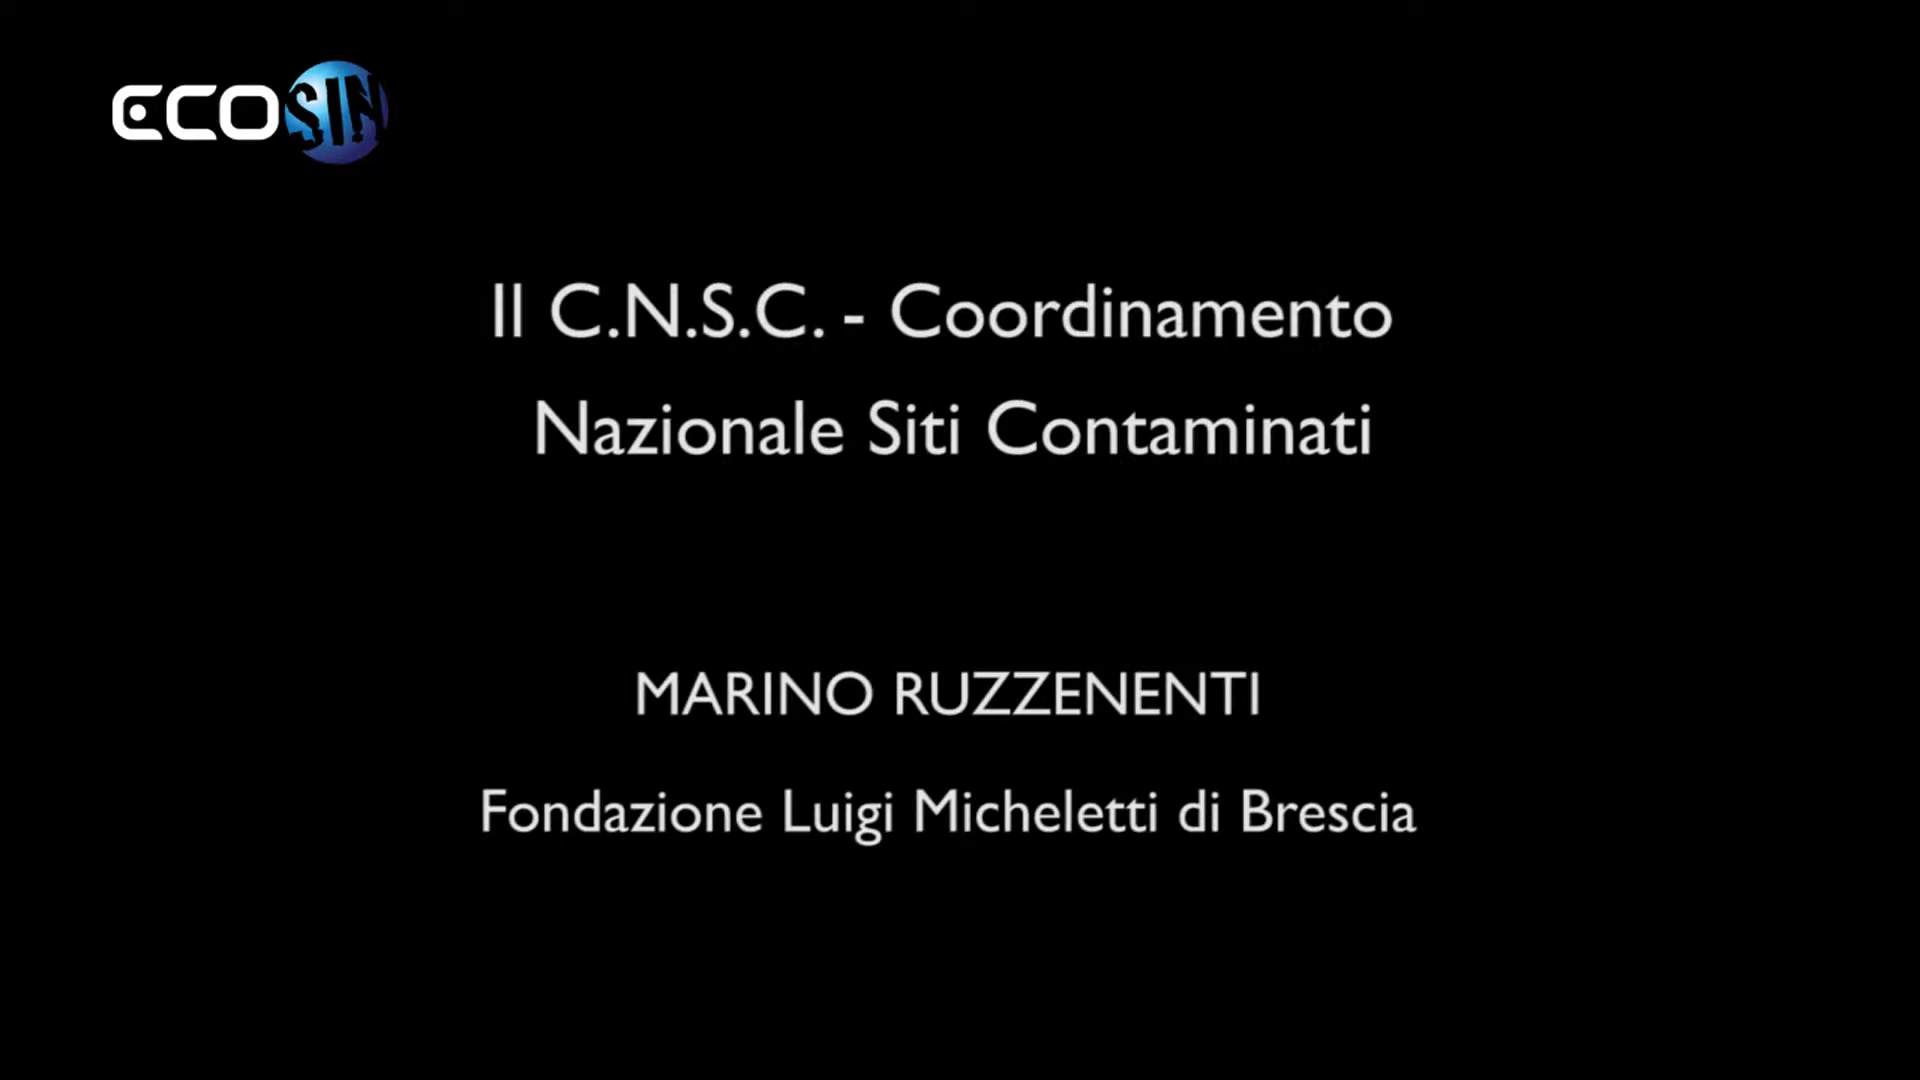 ECOSIN
Il C.N.S.C. - Coordinamento
Nazionale Siti Contaminati
MARINO RUZZENENTI
Fondazione Luigi Micheletti di Brescia